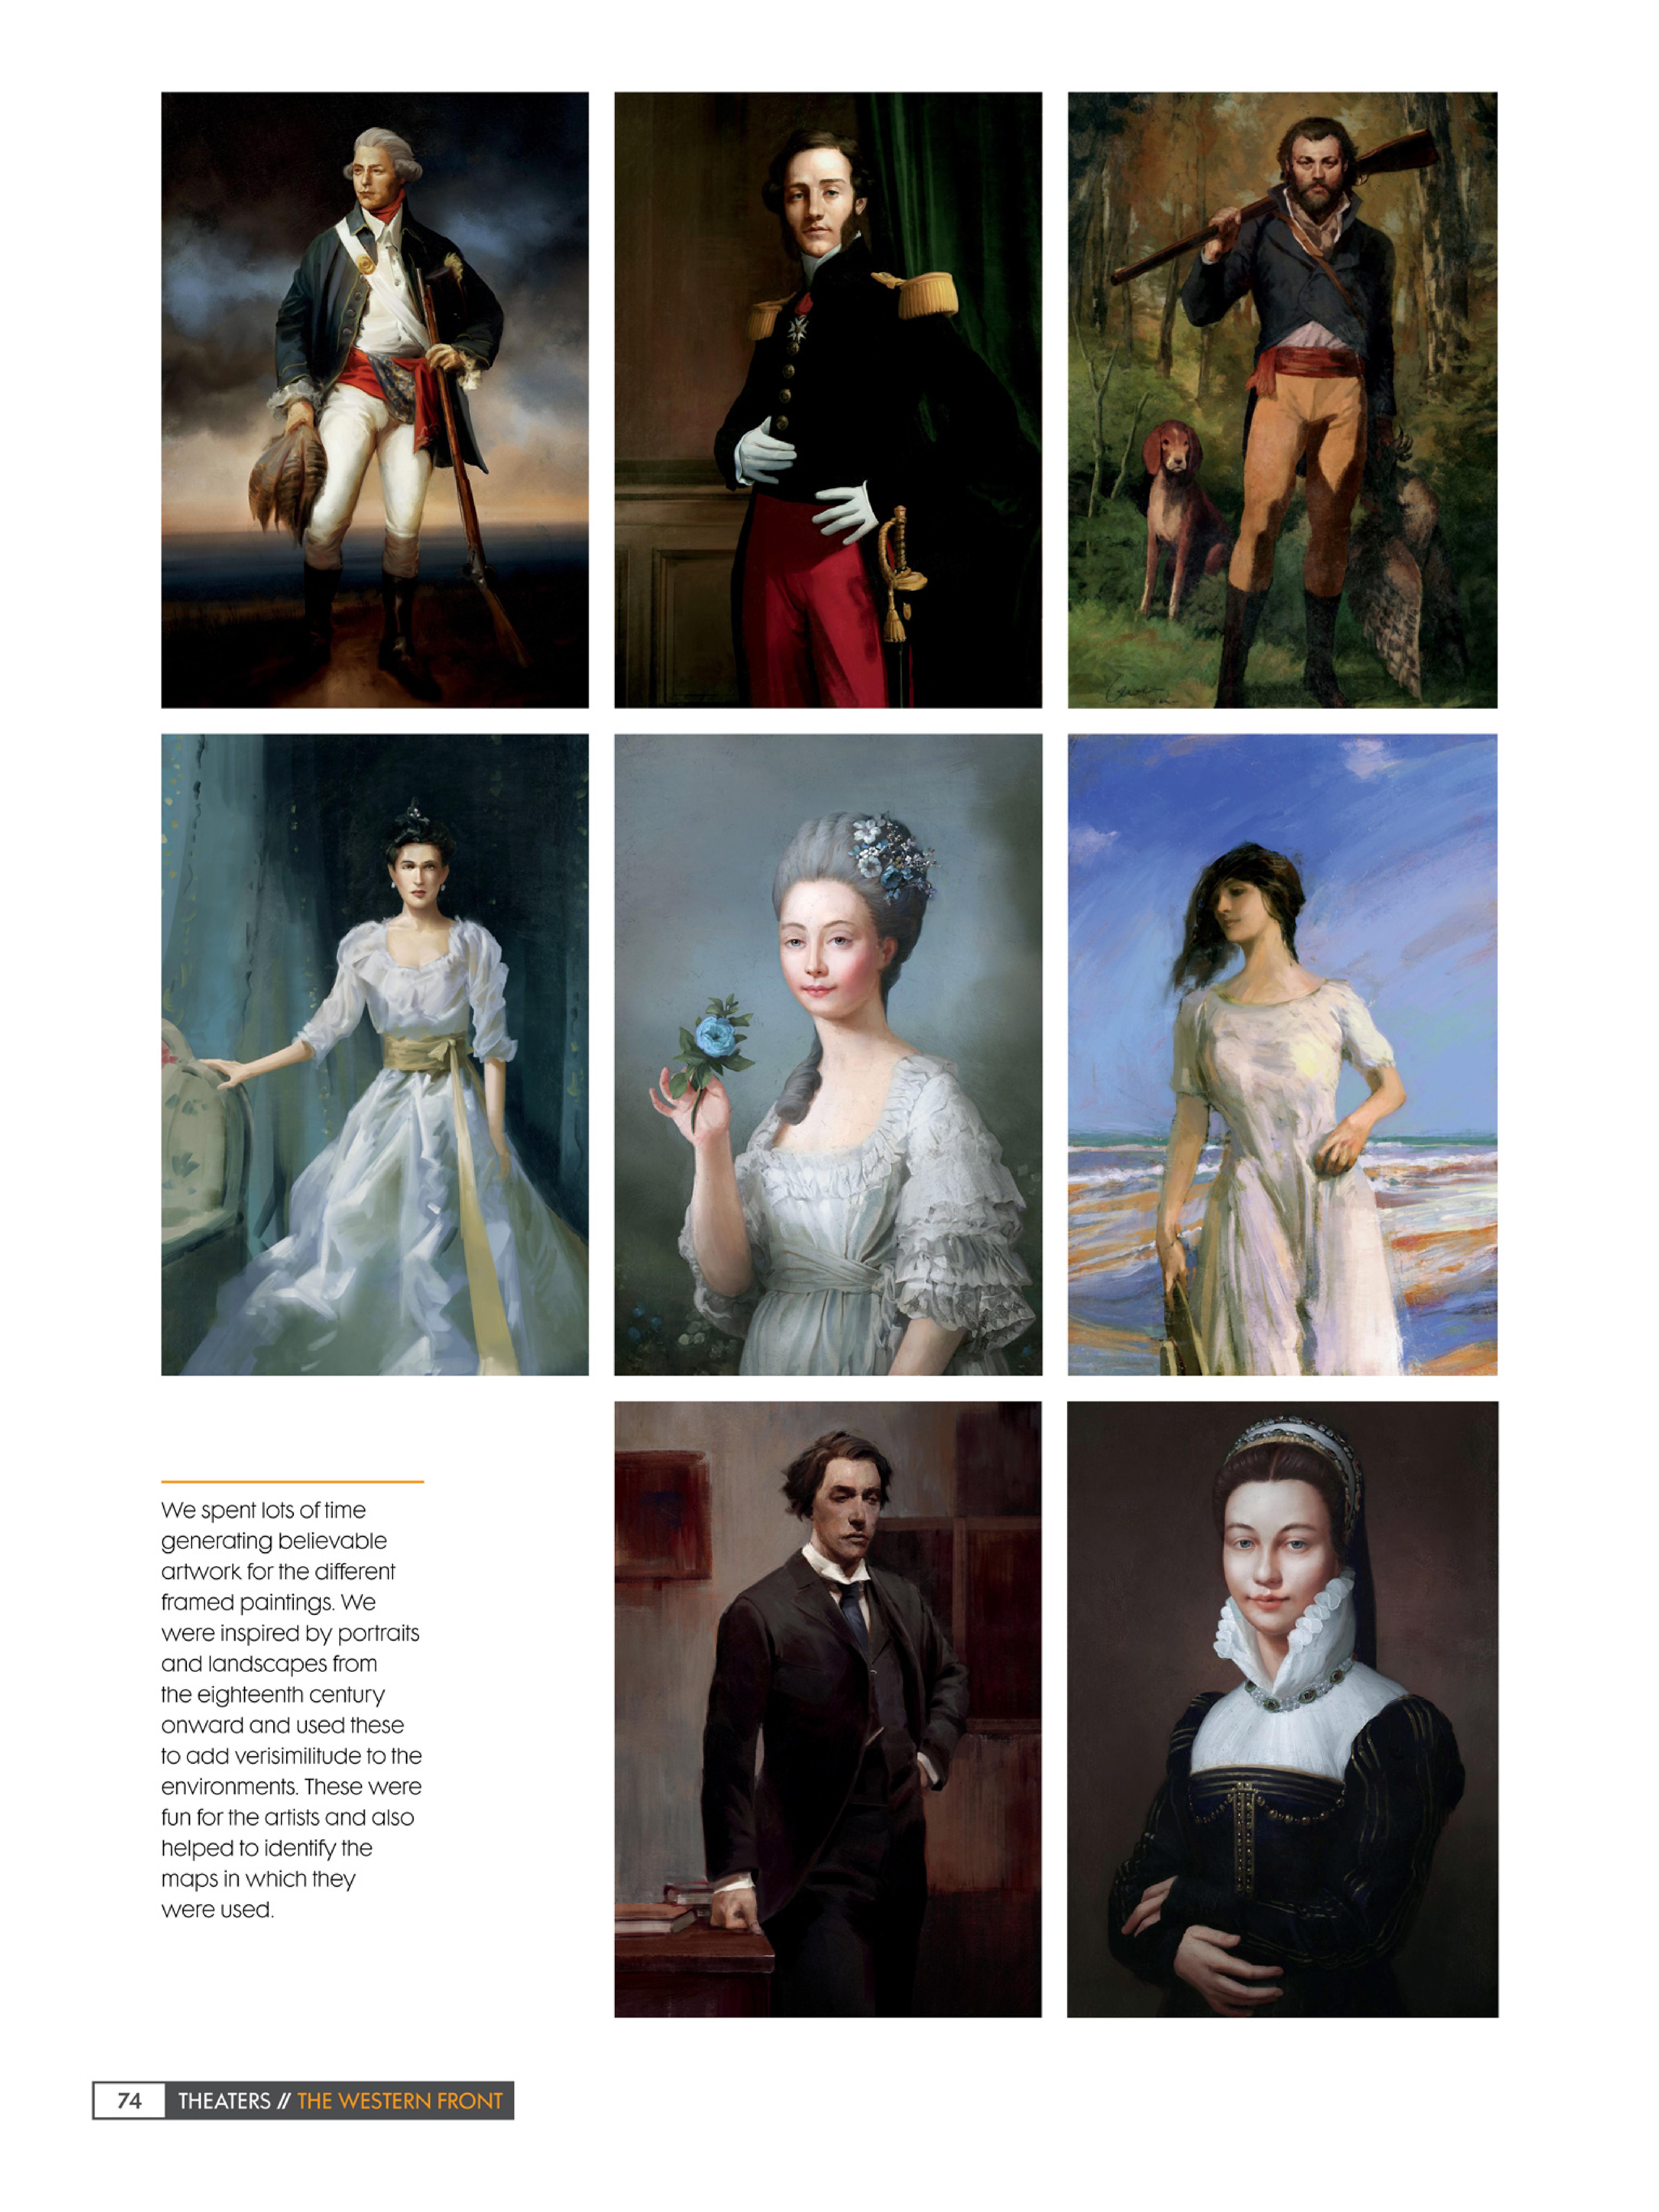 We spent lots of time
generating believable
artwork for the different
framed paintings. We
were inspired by portraits
and landscapes from
the eighteenth century
onward and used these
to add verisimilitude to the
environments. These were
fun for the artists and also
helped to identify the
maps in which they
were used.
74 THEATERS // THE WESTERN FRONT